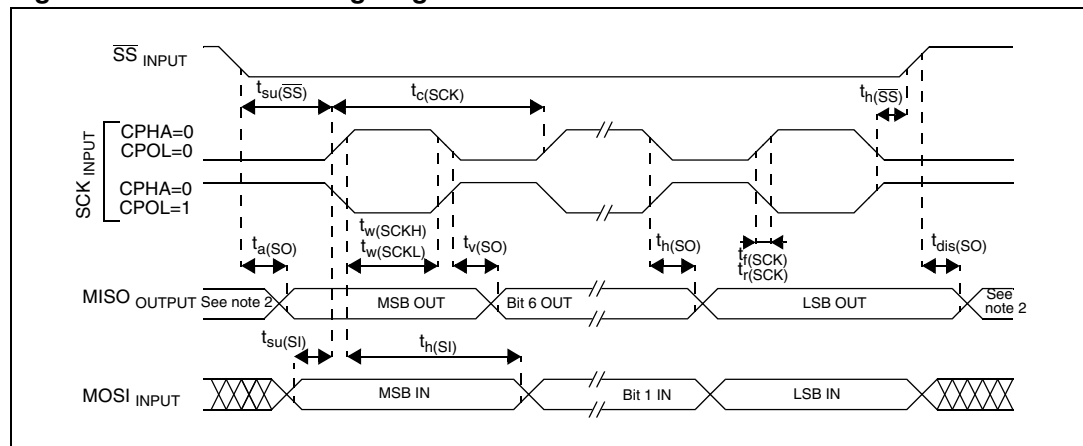 SS INPUT
tsu(SS)
tc(SCK)
th(SS)
SCK INPUT
CPHA=0
CPOL=0
CPHA=0
CPOL=1
ta(SO)
tw(SCKH)
tw(SCKL)
tv(SO)
th(SO)
tf(SCK)
tr(SCK)
tdis(SO)
MISO OUTPUT
See note 2
MSB OUT
Bit 6 OUT
LSB OUT
See
note 2
tsu(SI)
th(SI)
MOSI INPUT
MSB IN
Bit 1 IN
LSB IN